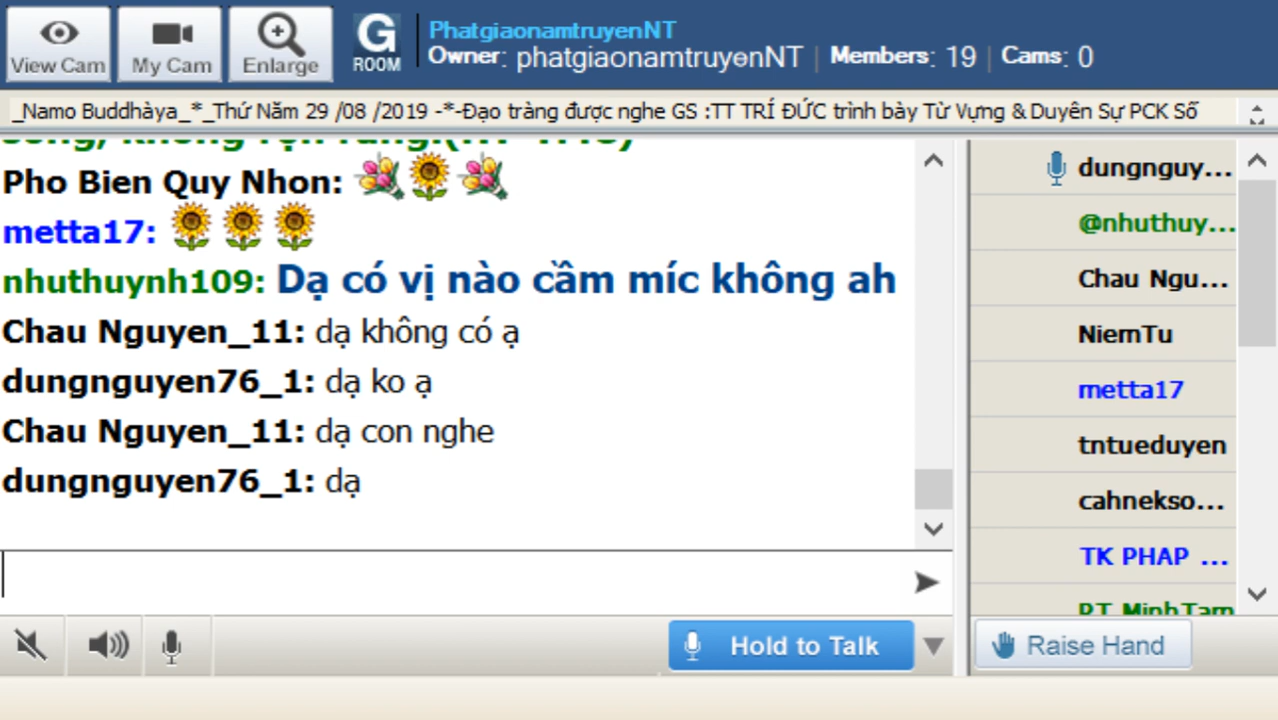 PhatgiaonamtruyenNT
View Cam My Cam Enlarge G ROOM Owner: phatgiaonamtruyenNT | Members: 19 | Cams: 0
_Namo Buddhàya_*_Thứ Năm 29 /08 /2019 -*-Đạo tràng được nghe GS :TT TRÍ ĐỨC trình bày Từ Vựng & Duyên Sự PCK Số
Pho Bien Quy Nhon:
metta17:
nhuthuynh109: Dạ có vị nào cầm míc không ah
Chau Nguyen_11: dạ không có ạ
dungnguyen76_1: dạ ko ạ
Chau Nguyen_11: dạ con nghe
dungnguyen76_1: dạ
Hold to Talk
dungnguy...
@nhuthuy...
Chau Ngu...
NiemTu
metta17
tntueduyen
cahnekso...
TK PHAP ...
PT MinhTam
Raise Hand